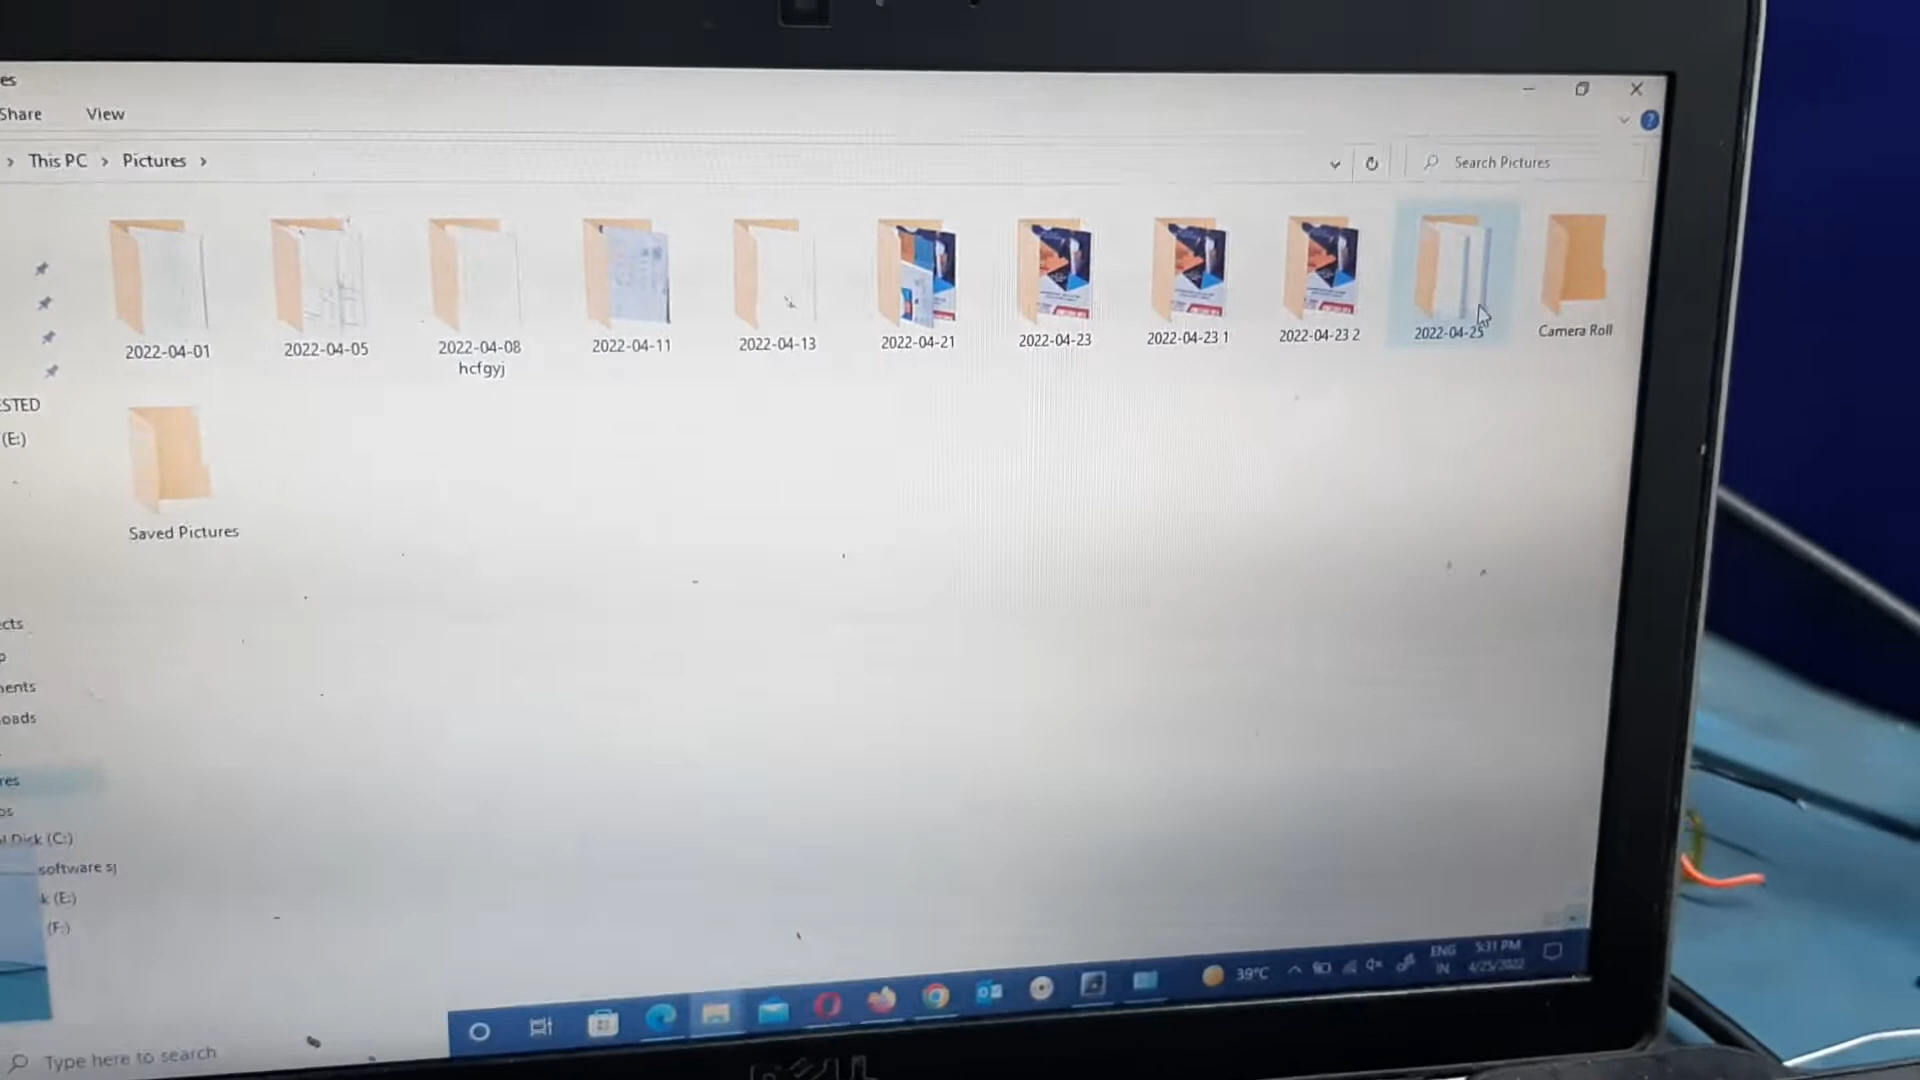 es
Share View
This PC Pictures
Search Pictures
2022-04-01
2022-04-05
2022-04-08
hcfgyj
2022-04-11
2022-04-13
2022-04-21
2022-04-23
2022-04-23 1
2022-04-23 2
2022-04-25
Camera Roll
Saved Pictures
ESTED
(E:)
ects
p
nents
oads
res
os
l Disk (C:)
software sj
k (E:)
(F:)
Type here to search
39°C
ENG
IN
5:31 PM
4/25/2022